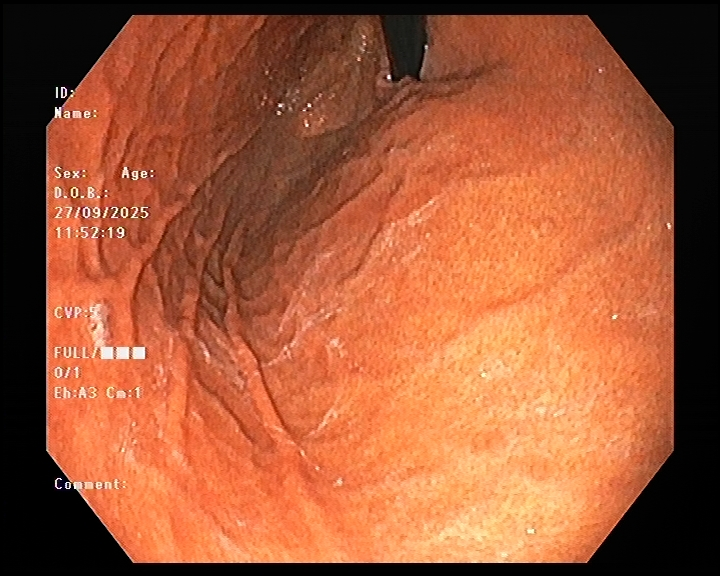 ID:
Name:
Sex: Age:
D.O.B.:
27/09/2025
11:52:19
CVP:5
FULL/■■■
0/1
Eh:A3 Cm:1
Comment: